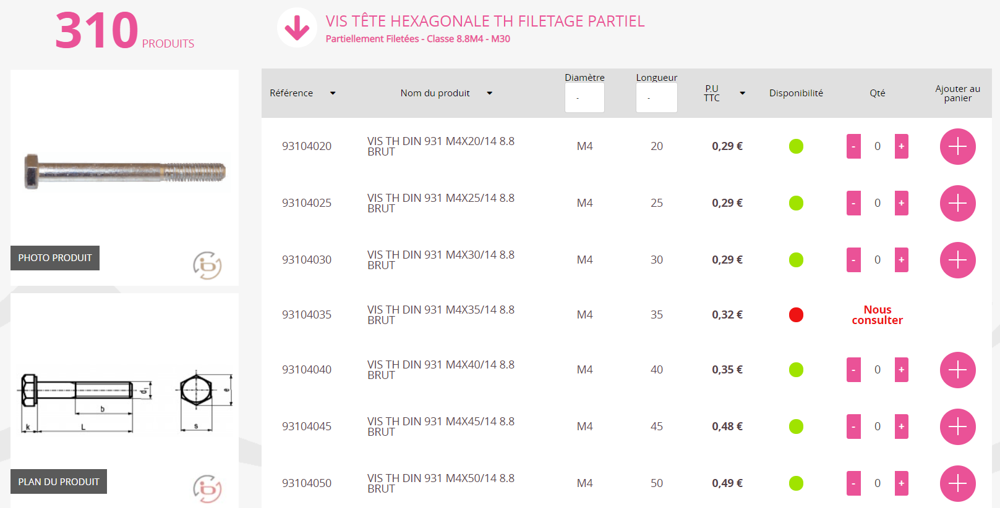 310 PRODUITS
VIS TÊTE HEXAGONALE TH FILETAGE PARTIEL
Partiellement Filetées - Classe 8.8M4 - M30
PHOTO PRODUIT
k
L
b
d1
s
e
PLAN DU PRODUIT
Référence
Nom du produit
Diamètre
-
Longueur
-
P.U
TTC
Disponibilité
Qté
Ajouter au
panier
93104020 VIS TH DIN 931 M4X20/14 8.8
BRUT
M4 20 0,29 € - 0 +
93104025 VIS TH DIN 931 M4X25/14 8.8
BRUT
M4 25 0,29 € - 0 +
93104030 VIS TH DIN 931 M4X30/14 8.8
BRUT
M4 30 0,29 € - 0 +
93104035 VIS TH DIN 931 M4X35/14 8.8
BRUT
M4 35 0,32 € Nous
consulter
93104040 VIS TH DIN 931 M4X40/14 8.8
BRUT
M4 40 0,35 € - 0 +
93104045 VIS TH DIN 931 M4X45/14 8.8
BRUT
M4 45 0,48 € - 0 +
93104050 VIS TH DIN 931 M4X50/14 8.8
BRUT
M4 50 0,49 € - 0 +